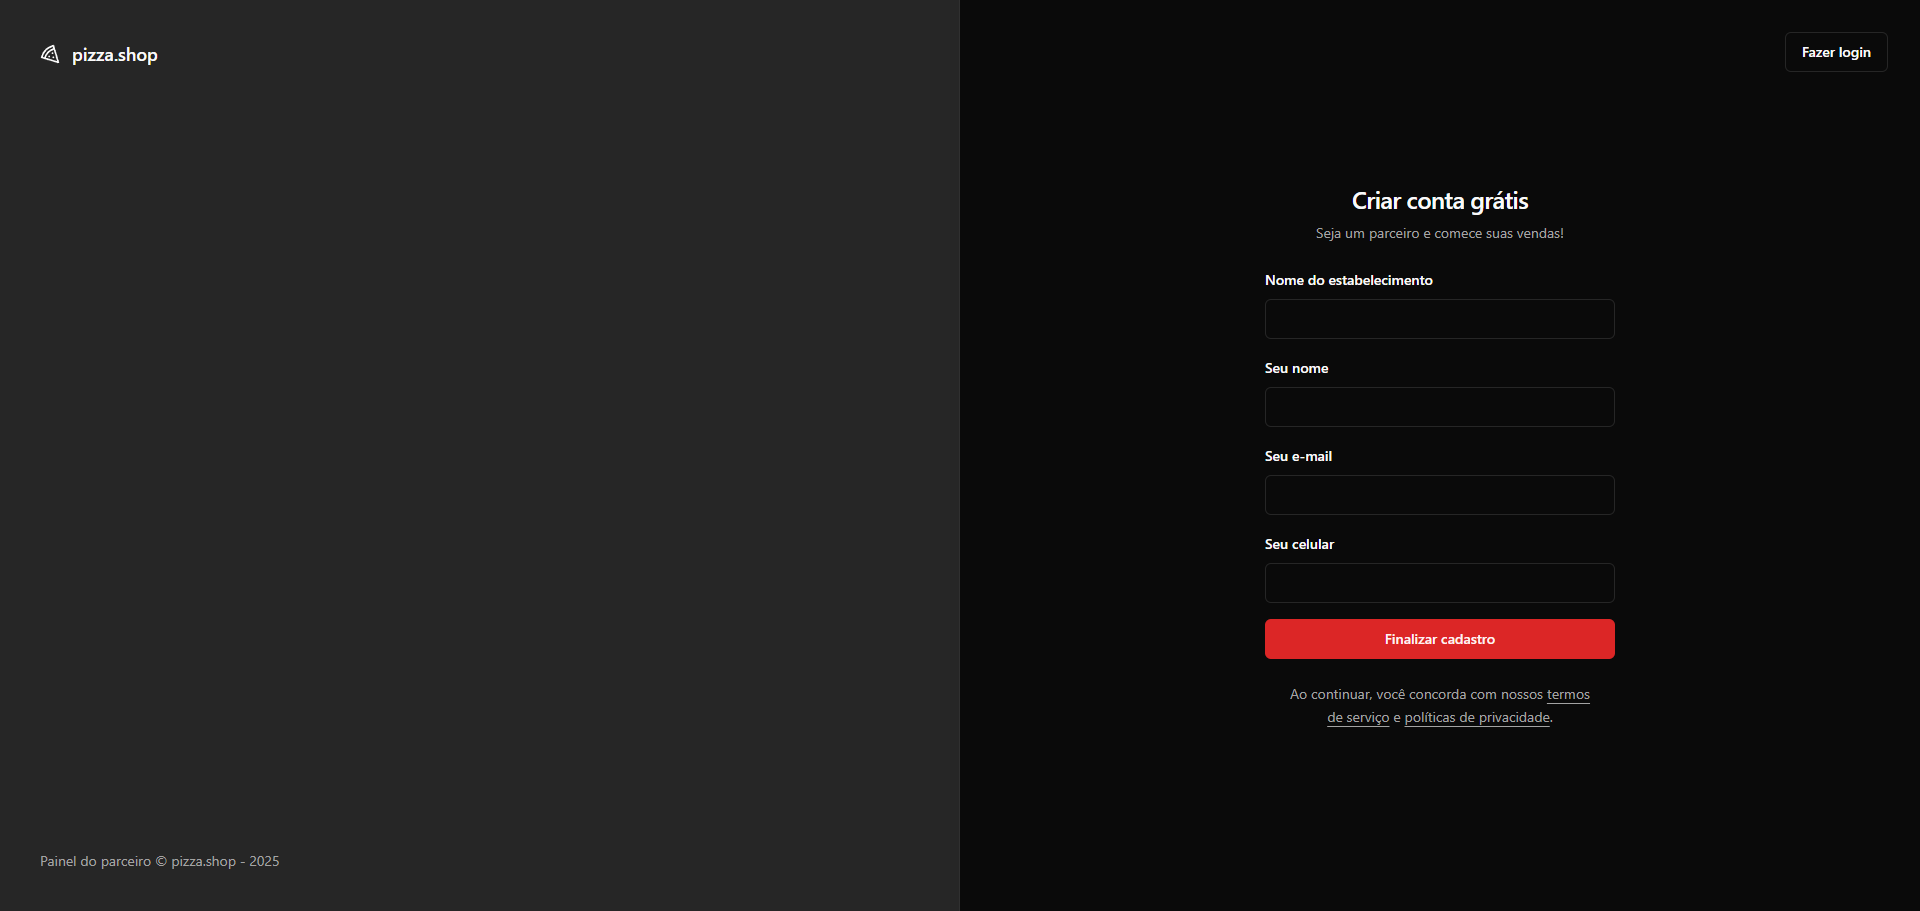 pizza.shop
Painel do parceiro © pizza.shop - 2025
Fazer login
Criar conta grátis
Seja um parceiro e comece suas vendas!
Nome do estabelecimento
Seu nome
Seu e-mail
Seu celular
Finalizar cadastro
Ao continuar, você concorda com nossos termos
de serviço e políticas de privacidade.